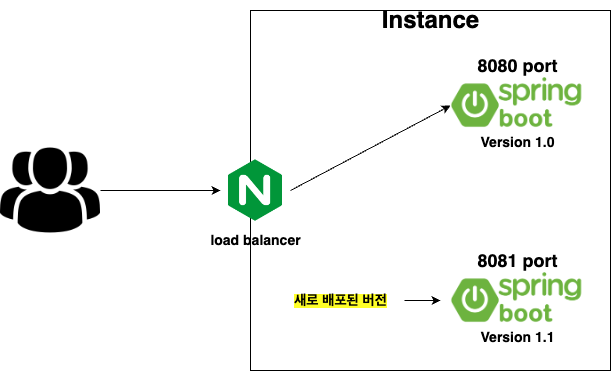 Instance
8080 port
spring
boot
Version 1.0
N
load balancer
8081 port
새로 배포된 버전
spring
boot
Version 1.1